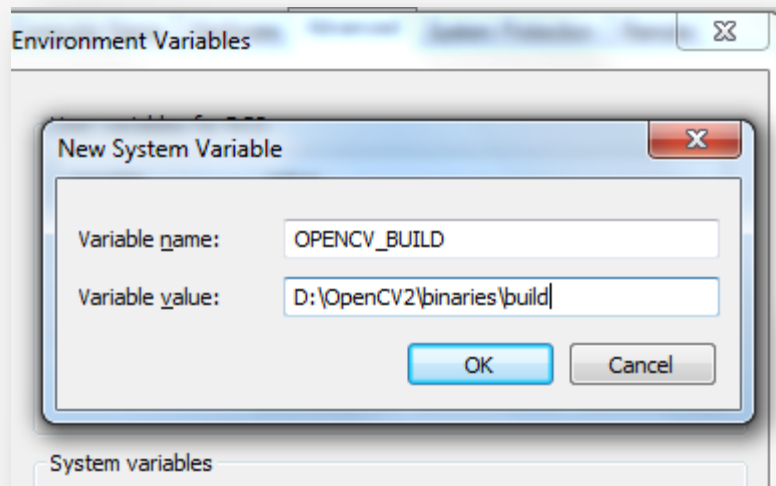 Environment Variables
New System Variable
Variable name: OPENCV_BUILD
Variable value: D:\OpenCV2\binaries\build
OK Cancel
System variables